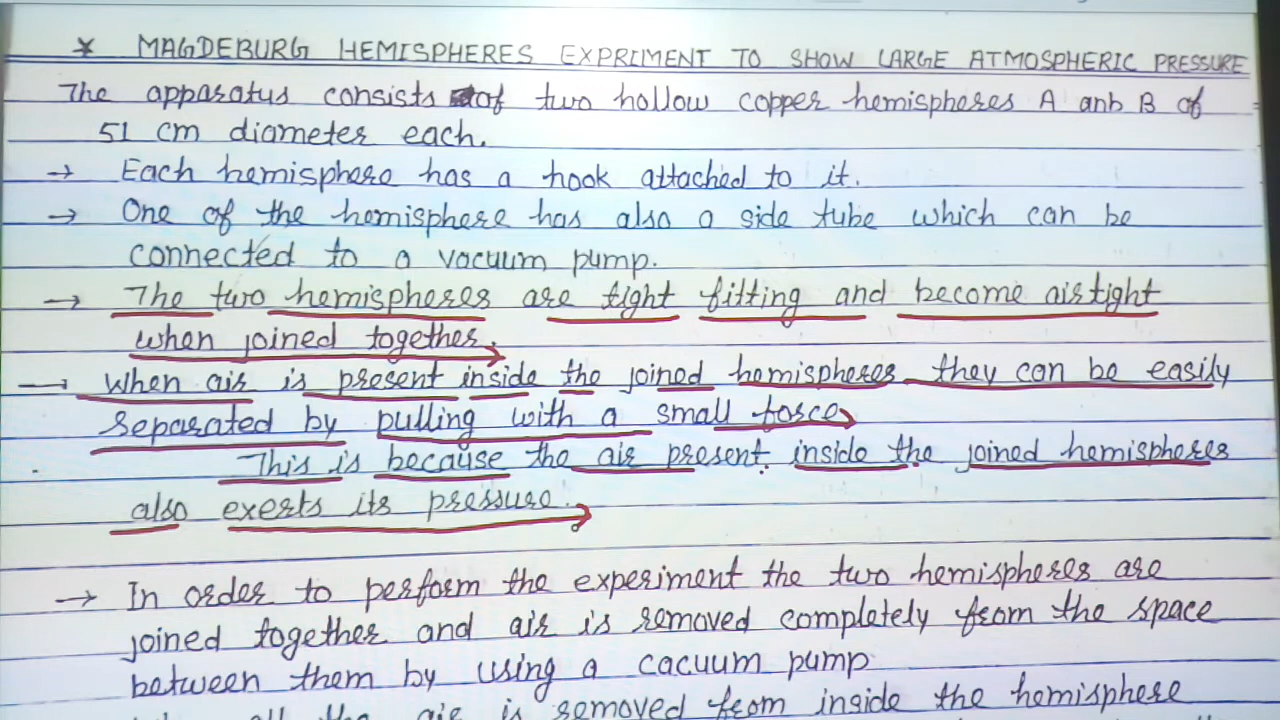 * MAGDEBURG HEMISPHERES EXPRIMENT TO SHOW LARGE ATMOSPHERIC PRESSURE
The apparatus consists of two hollow copper hemispheres A anb B of
51 cm diameter each.
→ Each hemisphere has a hook attached to it.
→ One of the hemisphere has also a side tube which can be
connected to a vacuum pump.
→ The two hemispheres are tight fitting and become airtight
when joined together.
→ When air is present inside the joined hemispheres they can be easily
separated by pulling with a small force
This is because the air present inside the joined hemispheres
also exerts its pressure.
→ In order to perform the experiment the two hemispheres are
joined together and air is removed completely from the space
between them by using a cacuum pump
all the air is removed from inside the hemisphere